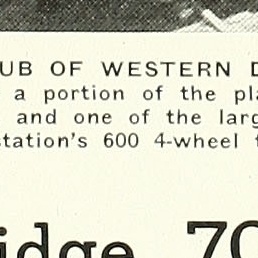 UB OF WESTERN D
a portion of the pla
and one of the larg
station's 600 4-wheel t
idge 70